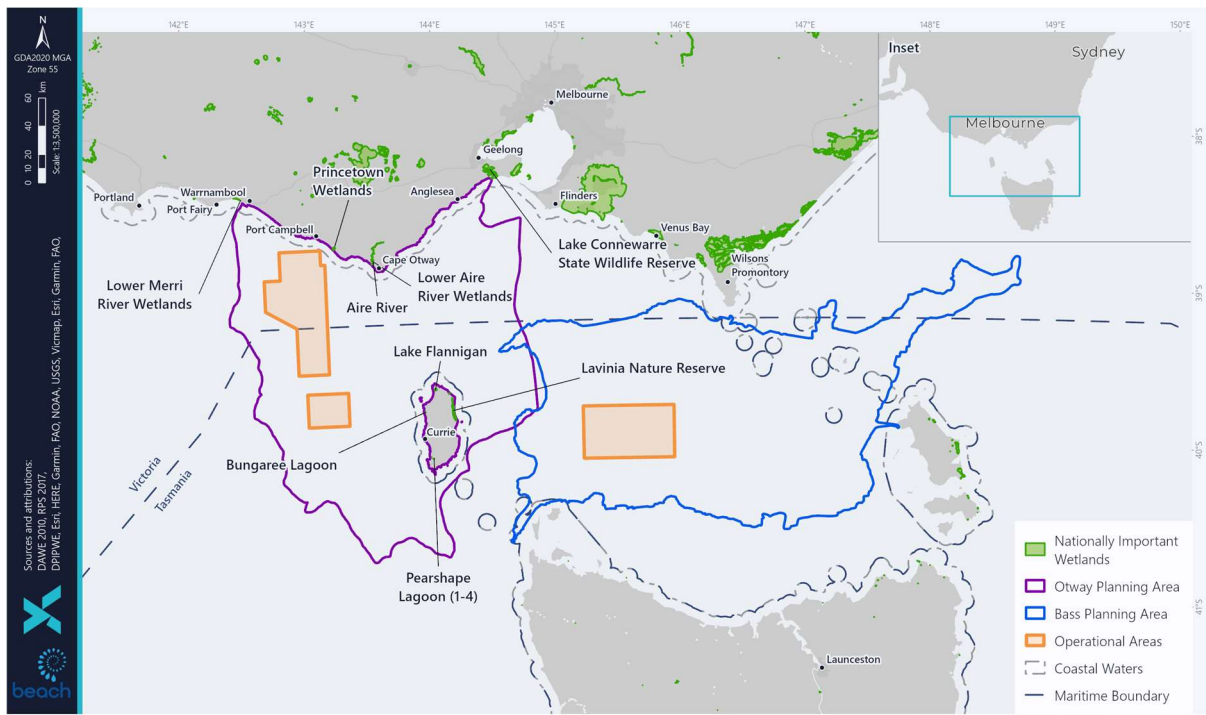 N
GDA2020 MGA
Zone 55
0 10 20 40 60
km
Scale: 1:3,500,000
Sources and attributions:
DAWE 2010, RPS 2017,
DPIPWE, Esri, HERE, Garmin, FAO, NOAA, USGS, Vicmap, Esri, Garmin, FAO,
beach
142°E
143°E
144°E
145°E
146°E
147°E
148°E
149°E
150°E
38°S
39°S
40°S
41°S
Inset
Sydney
Melbourne
Melbourne
Geelong
Princetown
Wetlands
Portland
Warrnambool
Port Fairy
Anglesea
Flinders
Port Campbell
Venus Bay
Cape Otway
Lake Connewarre
State Wildlife Reserve
Wilsons
Promontory
Lower Merri
River Wetlands
Lower Aire
River Wetlands
Aire River
Lake Flannigan
Lavinia Nature Reserve
Currie
Bungaree Lagoon
Victoria
Tasmania
Pearshape
Lagoon (1-4)
Launceston
Nationally Important
Wetlands
Otway Planning Area
Bass Planning Area
Operational Areas
Coastal Waters
Maritime Boundary